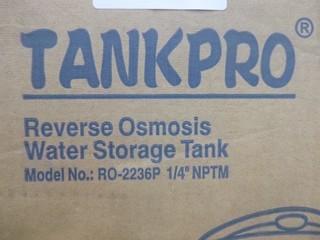 TANKPRO®
Reverse Osmosis
Water Storage Tank
Model No.: RO-2236P 1/4" NPTM